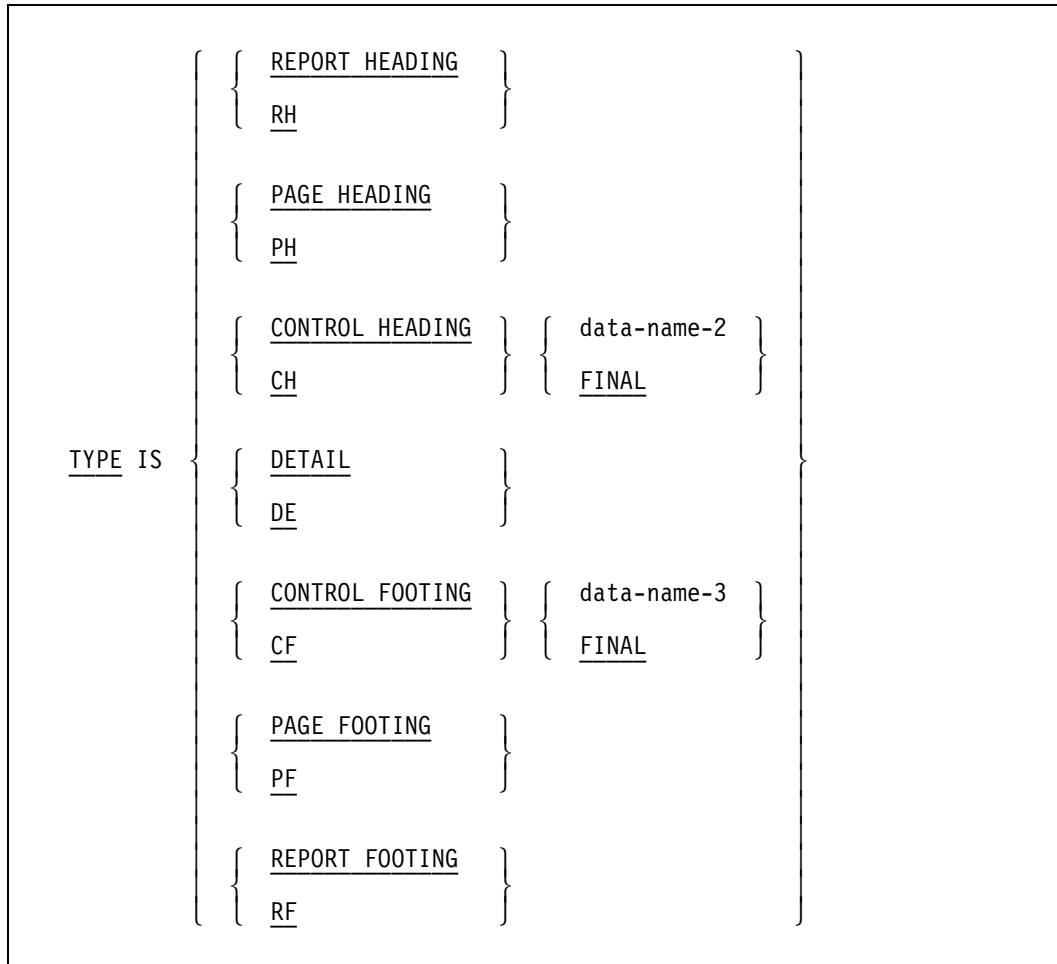 REPORT HEADING
RH
PAGE HEADING
PH
CONTROL HEADING data-name-2
CH FINAL
TYPE IS DETAIL
DE
CONTROL FOOTING data-name-3
CF FINAL
PAGE FOOTING
PF
REPORT FOOTING
RF